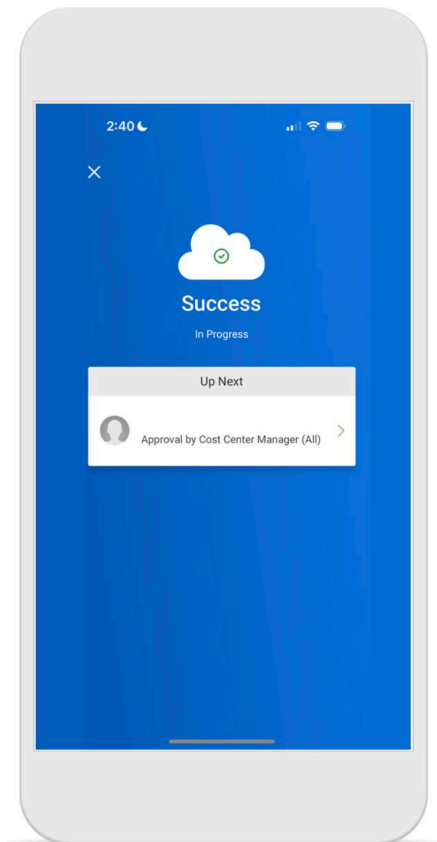 2:40
Success
In Progress
Up Next
Approval by Cost Center Manager (All)